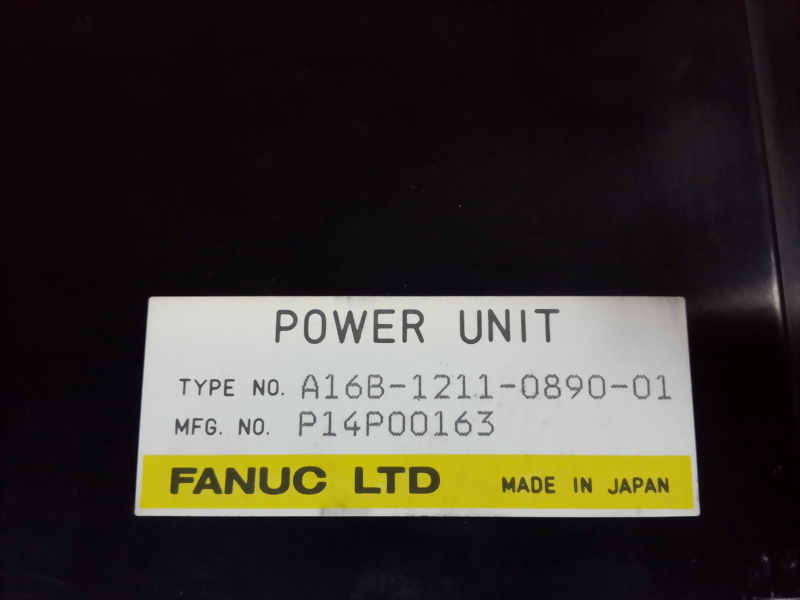 POWER UNIT
TYPE NO. A16B-1211-0890-01
MFG. NO. P14P00163
FANUC LTD MADE IN JAPAN